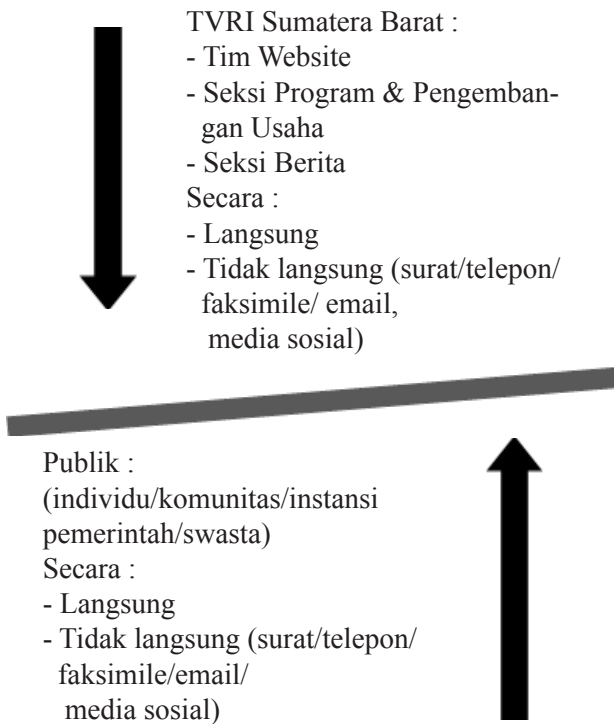 TVRI Sumatera Barat :
- Tim Website
- Seksi Program & Pengemban-
gan Usaha
- Seksi Berita
Secara :
- Langsung
- Tidak langsung (surat/telepon/
faksimile/ email,
media sosial)
Publik :
(individu/komunitas/instansi
pemerintah/swasta)
Secara :
- Langsung
- Tidak langsung (surat/telepon/
faksimile/email/
media sosial)